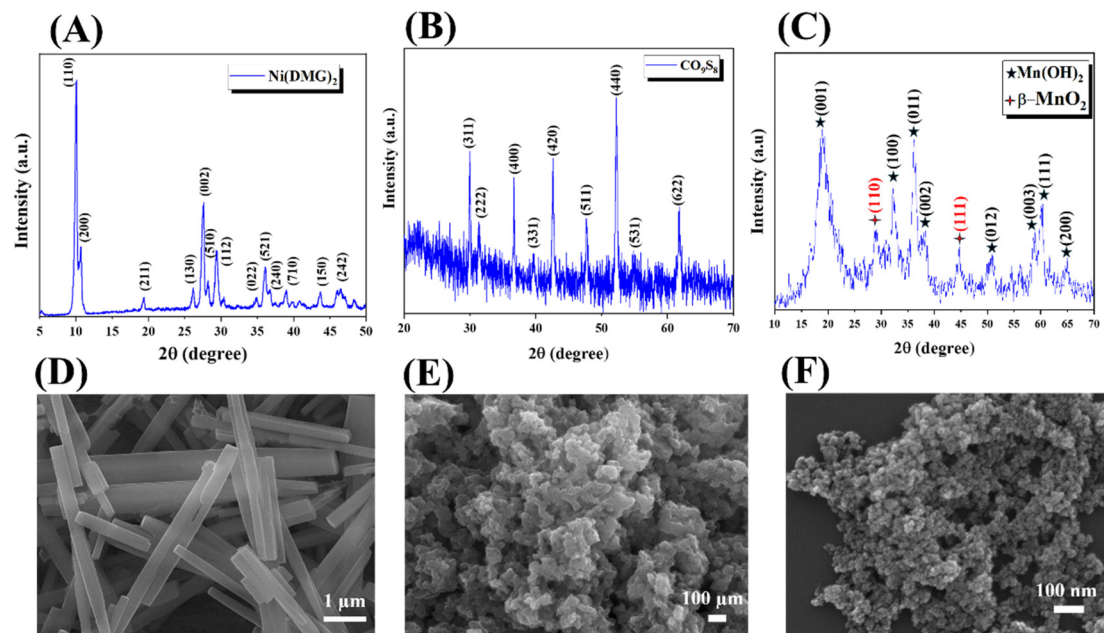 (A)
Intensity (a.u.)
Ni(DMG)2
(110)
(200)
(211)
(130)
(002)
(510)
(112)
(022)
(521)
(240)
(710)
(150)
(242)
5 10 20 30 40 50
2θ (degree)
(B)
Intensity (a.u.)
CO9S8
(311)
(222)
(400)
(331)
(420)
(511)
(440)
(531)
(622)
20 30 40 50 60 70
2θ (degree)
(C)
Intensity (a.u.)
★Mn(OH)2
β–MnO2
(001)
(110)
(100)
(011)
(002)
(111)
(012)
(003)
(111)
(200)
10 15 20 25 30 35 40 45 50 55 60 65 70
2θ (degree)
(D)
1 µm
(E)
100 µm
(F)
100 nm